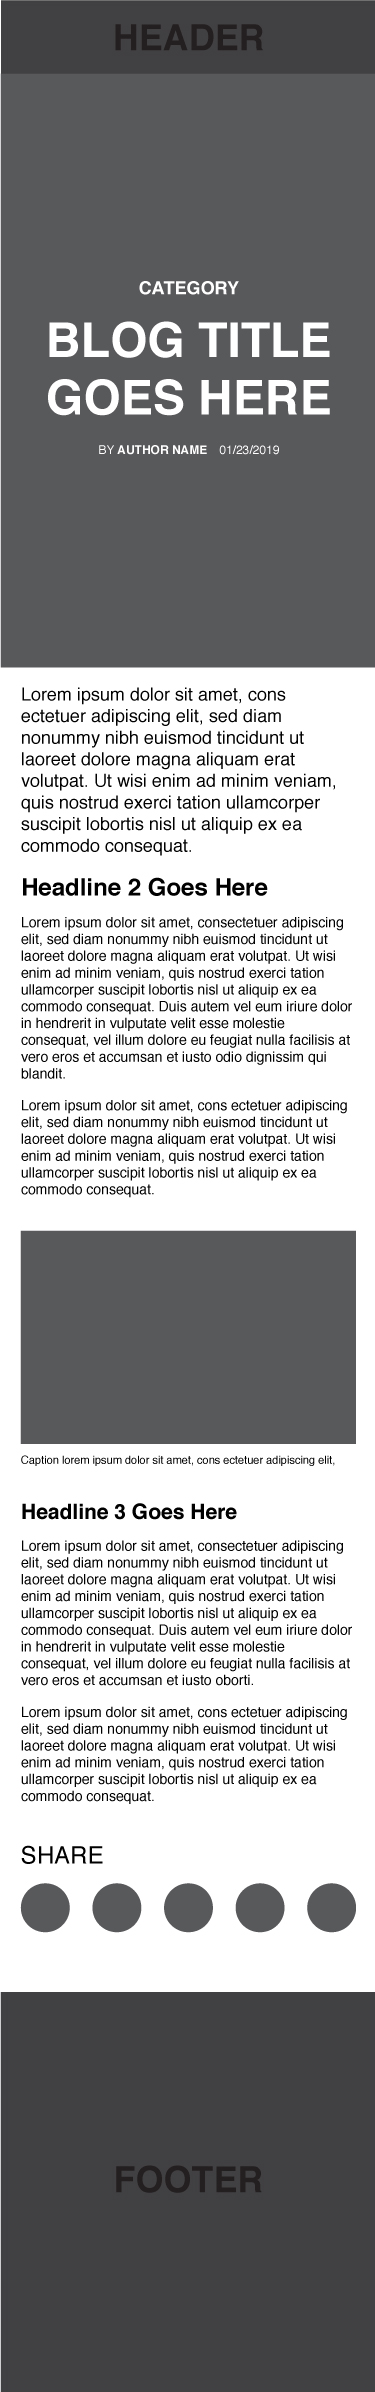 HEADER
CATEGORY
BLOG TITLE
GOES HERE
BY AUTHOR NAME 01/23/2019
Lorem ipsum dolor sit amet, cons
ectetuer adipiscing elit, sed diam
nonummy nibh euismod tincidunt ut
laoreet dolore magna aliquam erat
volutpat. Ut wisi enim ad minim veniam,
quis nostrud exerci tation ullamcorper
suscipit lobortis nisl ut aliquip ex ea
commodo consequat.
Headline 2 Goes Here
Lorem ipsum dolor sit amet, consectetuer adipiscing
elit, sed diam nonummy nibh euismod tincidunt ut
laoreet dolore magna aliquam erat volutpat. Ut wisi
enim ad minim veniam, quis nostrud exerci tation
ullamcorper suscipit lobortis nisl ut aliquip ex ea
commodo consequat. Duis autem vel eum iriure dolor
in hendrerit in vulputate velit esse molestie
consequat, vel illum dolore eu feugiat nulla facilisis at
vero eros et accumsan et iusto odio dignissim qui
blandit.
Lorem ipsum dolor sit amet, cons ectetuer adipiscing
elit, sed diam nonummy nibh euismod tincidunt ut
laoreet dolore magna aliquam erat volutpat. Ut wisi
enim ad minim veniam, quis nostrud exerci tation
ullamcorper suscipit lobortis nisl ut aliquip ex ea
commodo consequat.
Caption lorem ipsum dolor sit amet, cons ectetuer adipiscing elit,
Headline 3 Goes Here
Lorem ipsum dolor sit amet, consectetuer adipiscing
elit, sed diam nonummy nibh euismod tincidunt ut
laoreet dolore magna aliquam erat volutpat. Ut wisi
enim ad minim veniam, quis nostrud exerci tation
ullamcorper suscipit lobortis nisl ut aliquip ex ea
commodo consequat. Duis autem vel eum iriure dolor
in hendrerit in vulputate velit esse molestie
consequat, vel illum dolore eu feugiat nulla facilisis at
vero eros et accumsan et iusto oborti.
Lorem ipsum dolor sit amet, cons ectetuer adipiscing
elit, sed diam nonummy nibh euismod tincidunt ut
laoreet dolore magna aliquam erat volutpat. Ut wisi
enim ad minim veniam, quis nostrud exerci tation
ullamcorper suscipit lobortis nisl ut aliquip ex ea
commodo consequat.
SHARE
FOOTER